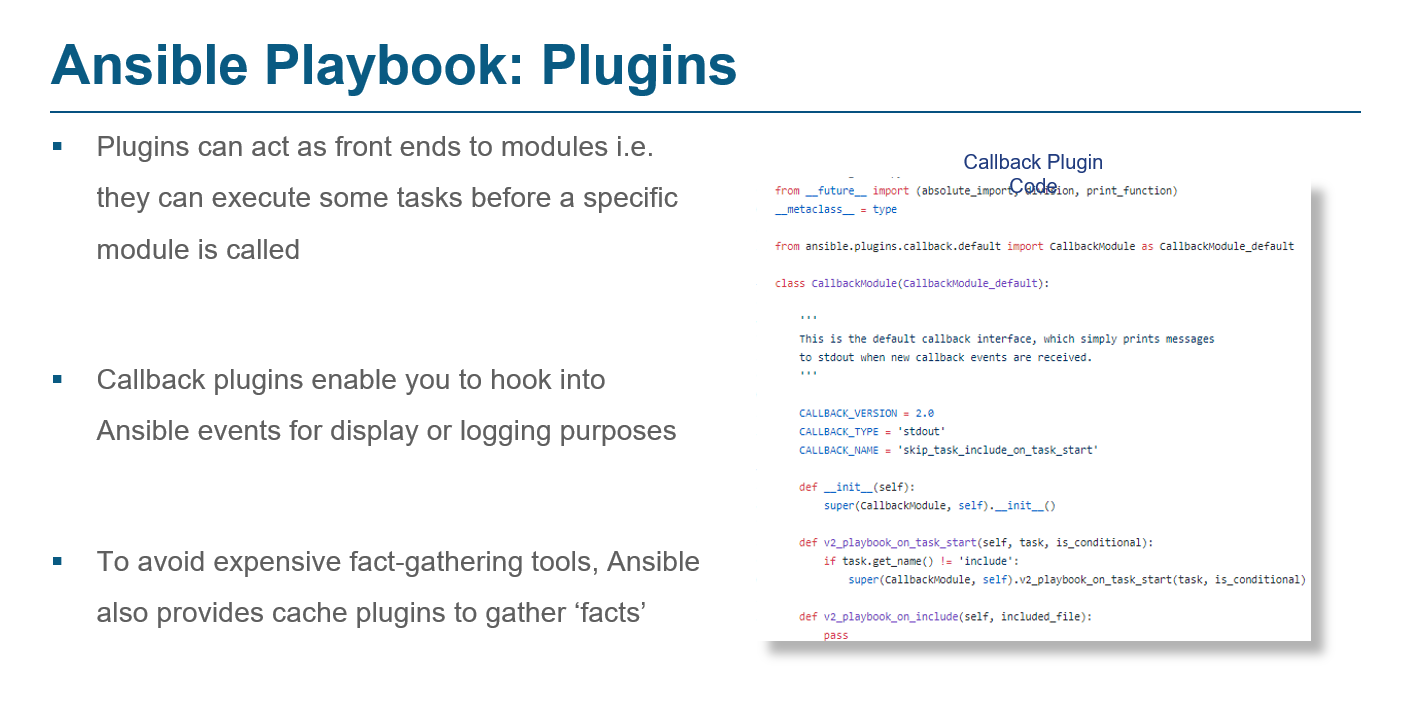 Ansible Playbook: Plugins
▪ Plugins can act as front ends to modules i.e.
they can execute some tasks before a specific
module is called
▪ Callback plugins enable you to hook into
Ansible events for display or logging purposes
▪ To avoid expensive fact-gathering tools, Ansible
also provides cache plugins to gather ‘facts’
Callback Plugin
Code
from __future__ import (absolute_import, division, print_function)
__metaclass__ = type
from ansible.plugins.callback.default import CallbackModule as CallbackModule_default
class CallbackModule(CallbackModule_default):
'''
This is the default callback interface, which simply prints messages
to stdout when new callback events are received.
'''
CALLBACK_VERSION = 2.0
CALLBACK_TYPE = 'stdout'
CALLBACK_NAME = 'skip_task_include_on_task_start'
def __init__(self):
super(CallbackModule, self).__init__()
def v2_playbook_on_task_start(self, task, is_conditional):
if task.get_name() != 'include':
super(CallbackModule, self).v2_playbook_on_task_start(task, is_conditional)
def v2_playbook_on_include(self, included_file):
pass